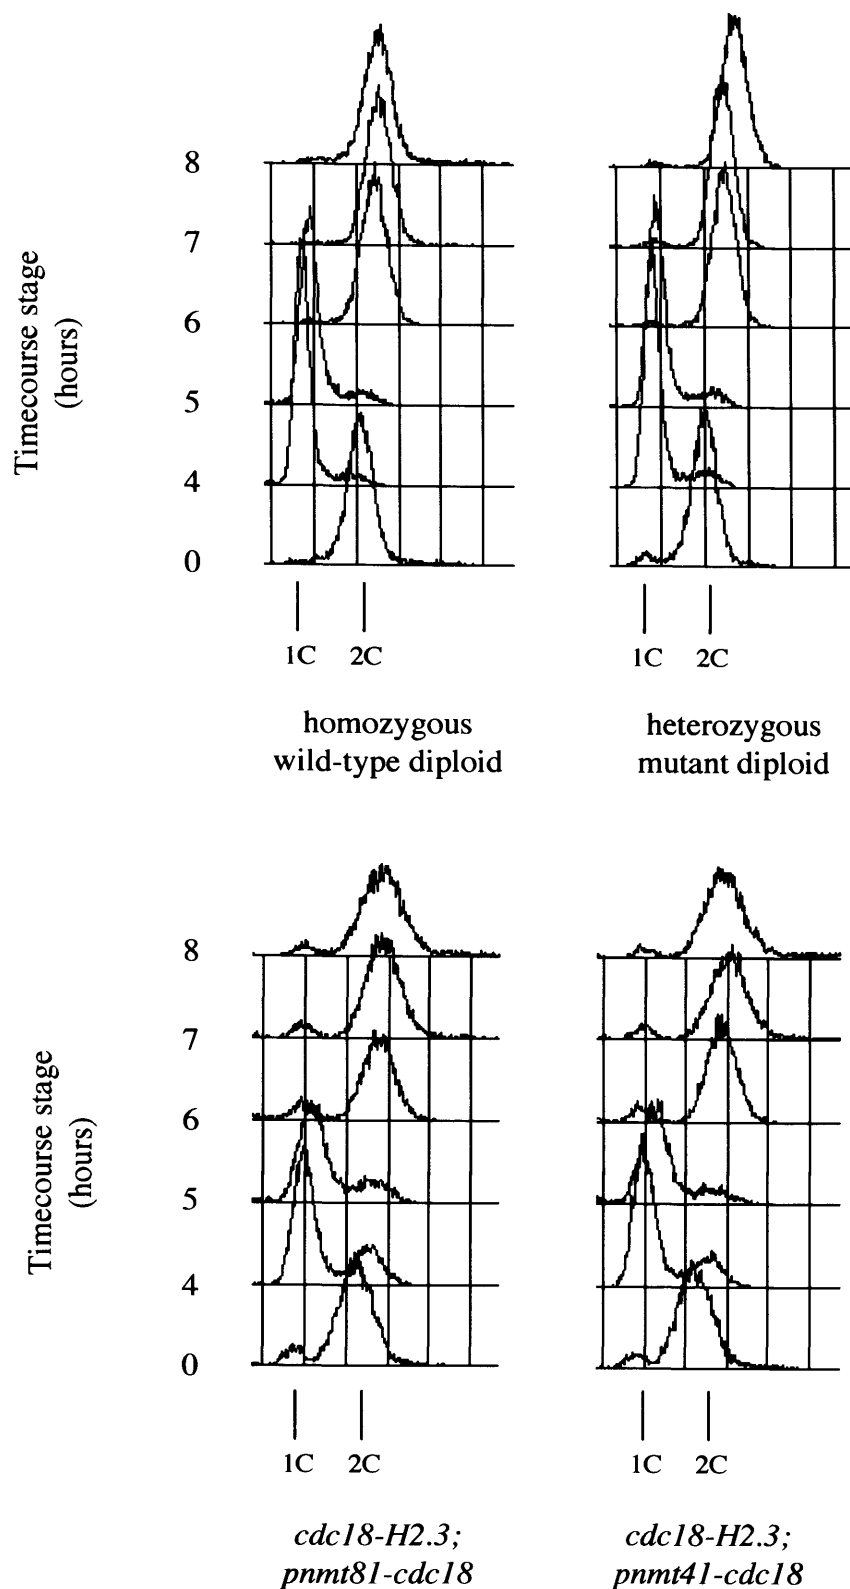 Timecourse stage
(hours)
8
7
6
5
4
0
1C 2C
1C 2C
homozygous
wild-type diploid
heterozygous
mutant diploid
Timecourse stage
(hours)
8
7
6
5
4
0
1C 2C
1C 2C
cdc18-H2.3;
pnmt81-cdc18
cdc18-H2.3;
pnmt41-cdc18